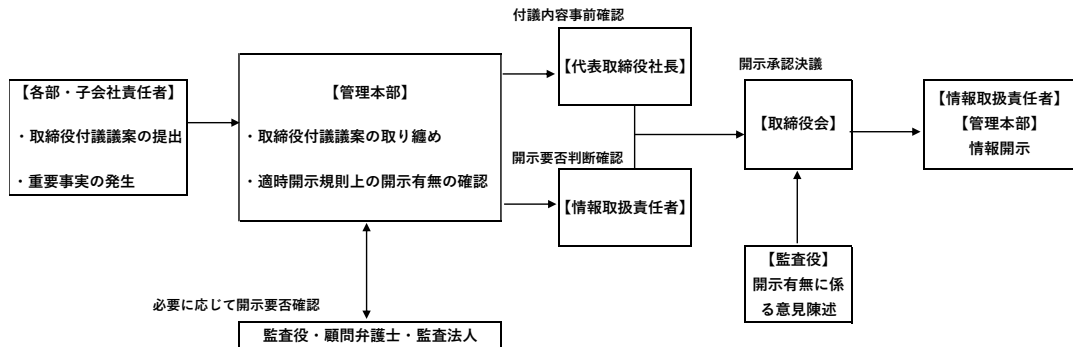 付議内容事前確認
【代表取締役社長】
開示承認決議
【各部・子会社責任者】
・取締役付議議案の提出
・重要事実の発生
【管理本部】
・取締役付議議案の取り纏め
・適時開示規則上の開示有無の確認
【取締役会】
【情報取扱責任者】
【管理本部】
情報開示
開示要否判断確認
【情報取扱責任者】
【監査役】
開示有無に係
る意見陳述
必要に応じて開示要否確認
監査役・顧問弁護士・監査法人